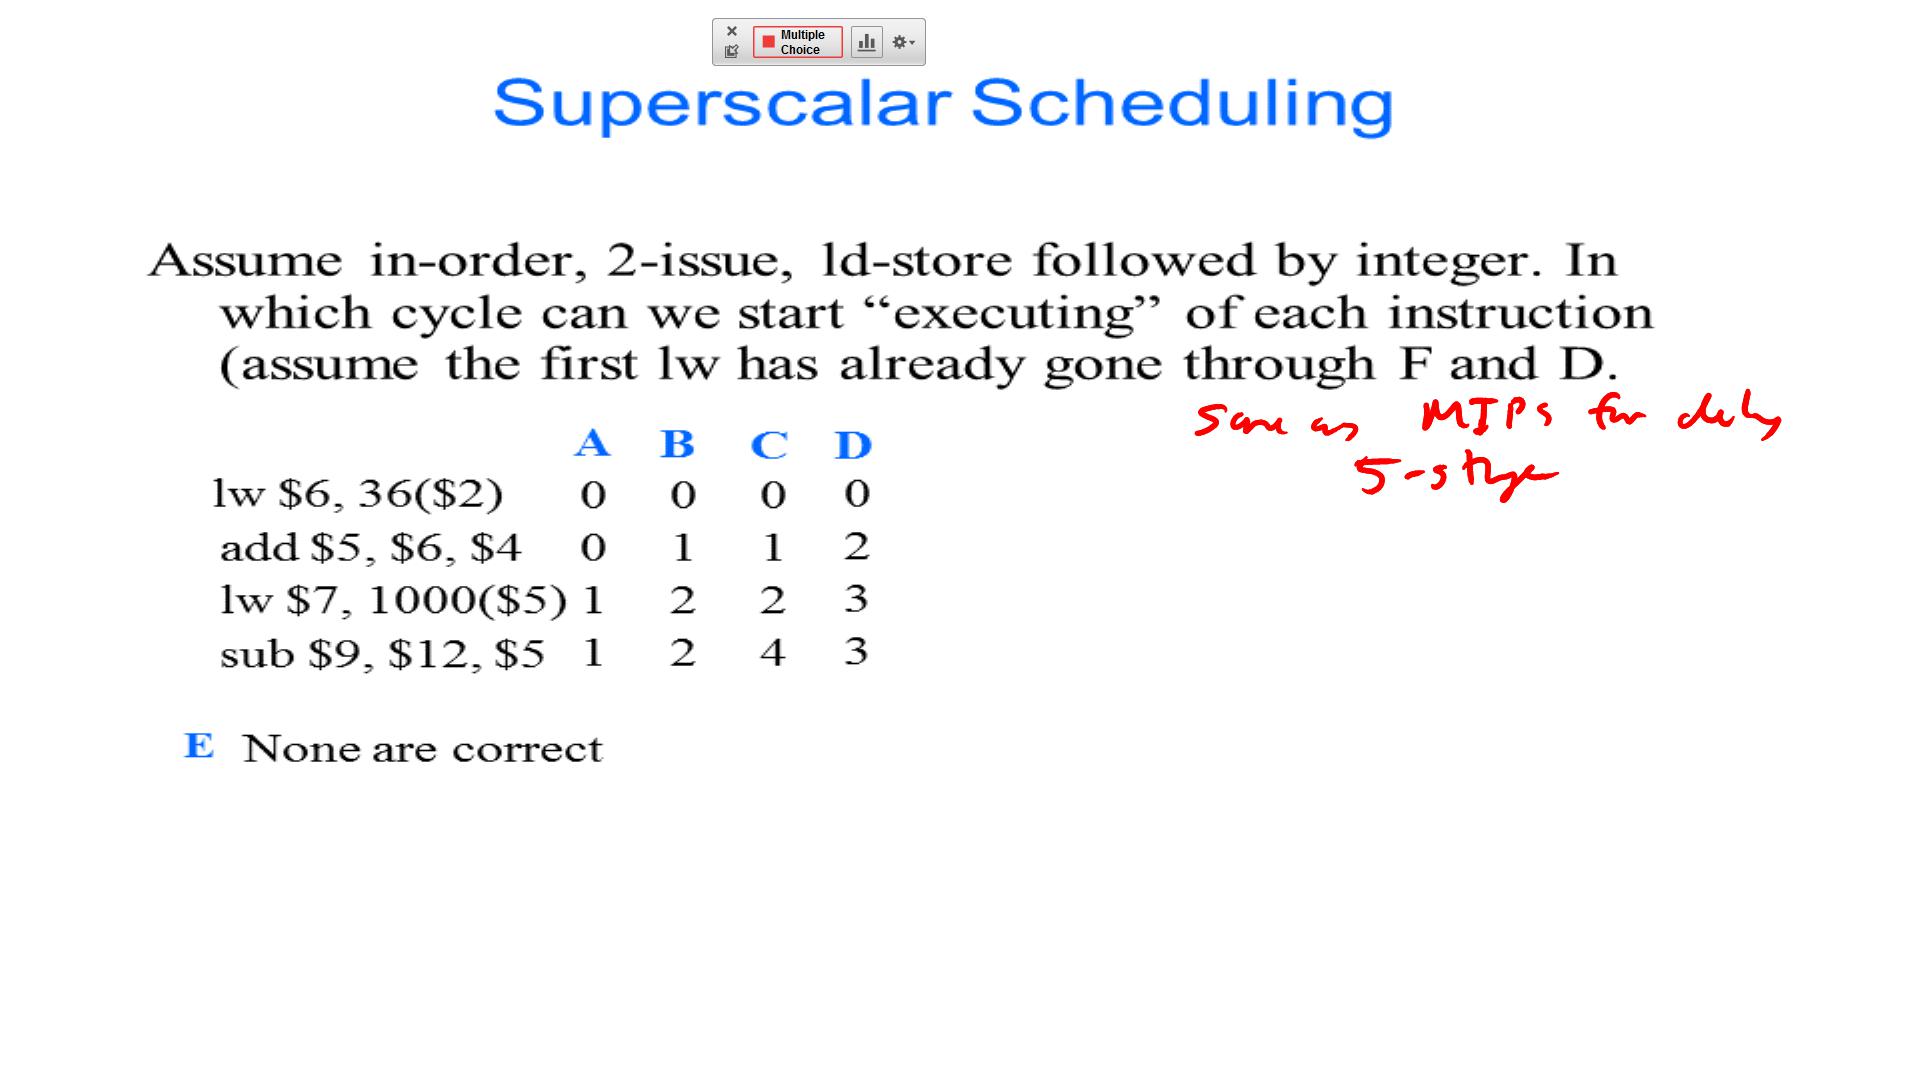 Multiple
Choice
Superscalar Scheduling
Assume in-order, 2-issue, ld-store followed by integer. In
which cycle can we start “executing” of each instruction
(assume the first lw has already gone through F and D.
Same as MIPS for delay
5-stage
A B C D
lw $6, 36($2) 0 0 0 0
add $5, $6, $4 0 1 1 2
lw $7, 1000($5) 1 2 2 3
sub $9, $12, $5 1 2 4 3
E None are correct